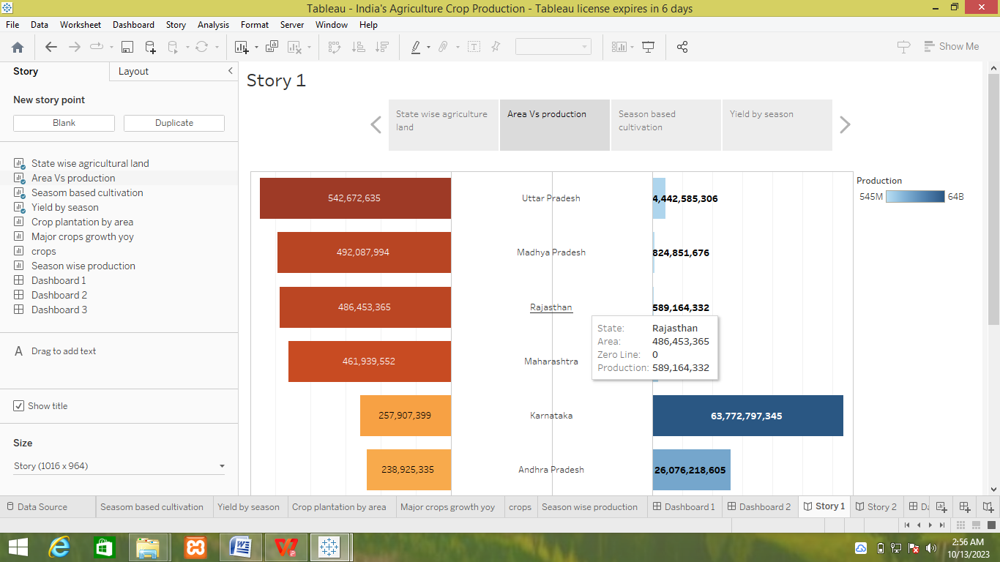 Tableau - India's Agriculture Crop Production - Tableau license expires in 6 days
File Data Worksheet Dashboard Story Analysis Format Server Window Help
Show Me
Story Layout
New story point
Blank Duplicate
State wise agricultural land
Area Vs production
Seasom based cultivation
Yield by season
Crop plantation by area
Major crops growth yoy
crops
Season wise production
Dashboard 1
Dashboard 2
Dashboard 3
A Drag to add text
Show title
Size
Story (1016 x 964)
Story 1
State wise agriculture
land
Area Vs production
Season based
cultivation
Yield by season
542,672,635 Uttar Pradesh 4,442,585,306
492,087,994 Madhya Pradesh 824,851,676
486,453,365 Rajasthan 589,164,332
461,939,552 Maharashtra
257,907,399 Karnataka 63,772,797,345
238,925,335 Andhra Pradesh 26,076,218,605
State: Rajasthan
Area: 486,453,365
Zero Line: 0
Production: 589,164,332
Production
545M 64B
Data Source Seasom based cultivation Yield by season Crop plantation by area Major crops growth yoy crops Season wise production Dashboard 1 Dashboard 2 Story 1 Story 2 Da
2:56 AM
10/13/2023